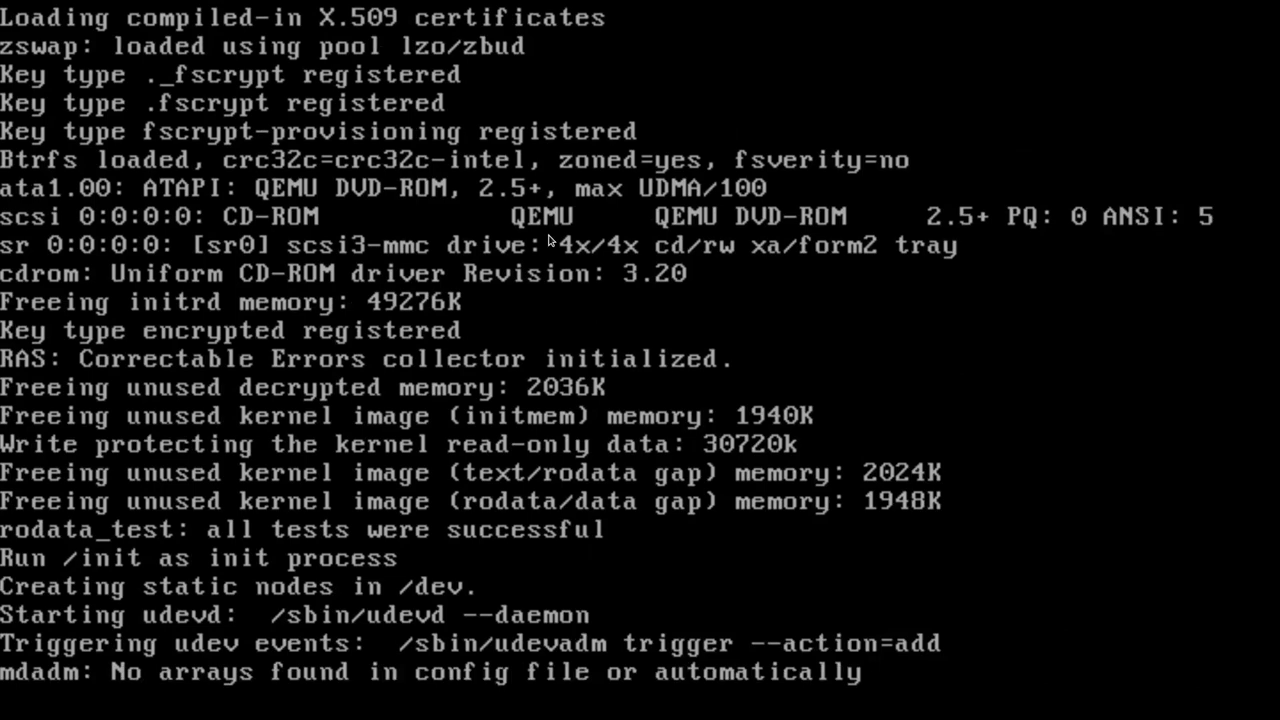 Loading compiled-in X.509 certificates
zswap: loaded using pool lzo/zbud
Key type ._fscrypt registered
Key type .fscrypt registered
Key type fscrypt-provisioning registered
Btrfs loaded, crc32c=crc32c-intel, zoned=yes, fsverity=no
ata1.00: ATAPI: QEMU DVD-ROM, 2.5+, max UDMA/100
scsi 0:0:0:0: CD-ROM            QEMU     QEMU DVD-ROM     2.5+ PQ: 0 ANSI: 5
sr 0:0:0:0: [sr0] scsi3-mmc drive: 4x/4x cd/rw xa/form2 tray
cdrom: Uniform CD-ROM driver Revision: 3.20
Freeing initrd memory: 49276K
Key type encrypted registered
RAS: Correctable Errors collector initialized.
Freeing unused decrypted memory: 2036K
Freeing unused kernel image (initmem) memory: 1940K
Write protecting the kernel read-only data: 30720k
Freeing unused kernel image (text/rodata gap) memory: 2024K
Freeing unused kernel image (rodata/data gap) memory: 1948K
rodata_test: all tests were successful
Run /init as init process
Creating static nodes in /dev.
Starting udevd:  /sbin/udevd --daemon
Triggering udev events:  /sbin/udevadm trigger --action=add
mdadm: No arrays found in config file or automatically